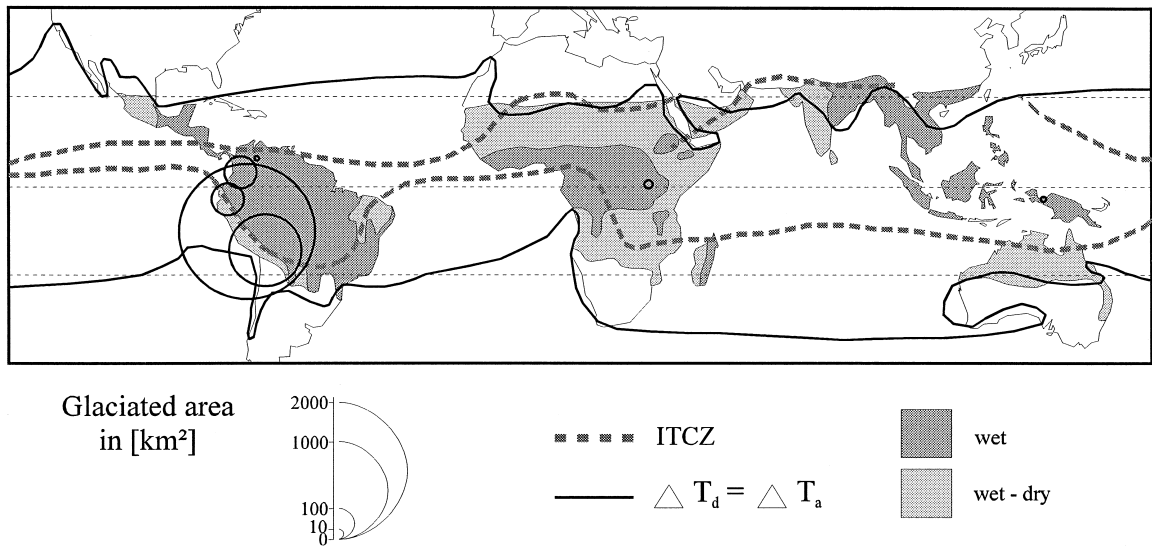 Glaciated area
in [km²]
2000
1000
100
10
0
ITCZ
△ T_d = △ T_a
wet
wet - dry